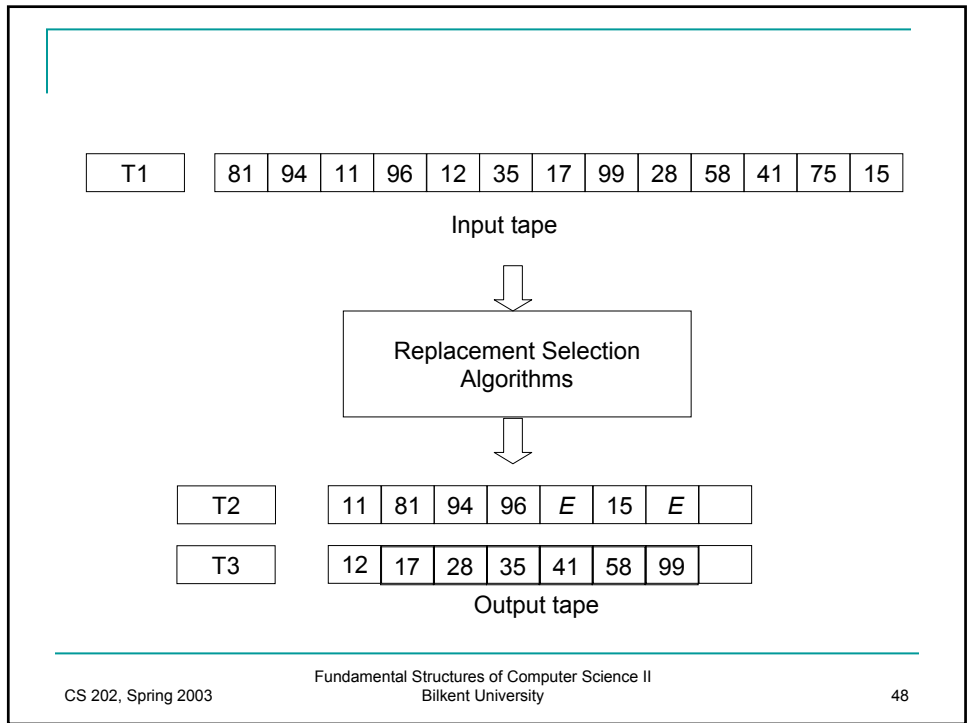 T1 81 94 11 96 12 35 17 99 28 58 41 75 15
Input tape
Replacement Selection
Algorithms
T2 11 81 94 96 E 15 E
T3 12 17 28 35 41 58 99
Output tape
CS 202, Spring 2003
Fundamental Structures of Computer Science II
Bilkent University
48